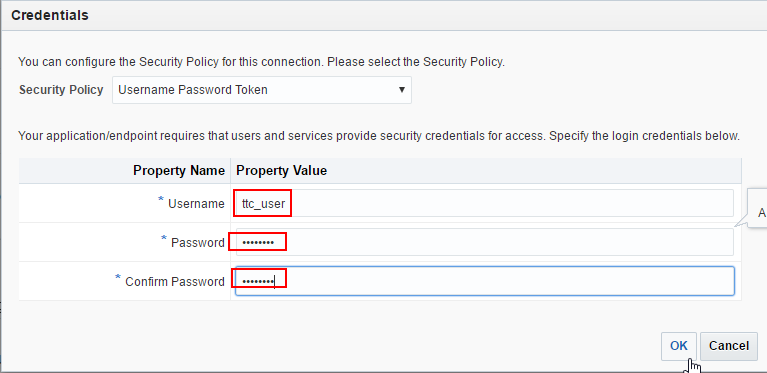 Credentials
You can configure the Security Policy for this connection. Please select the Security Policy.
Security Policy Username Password Token
Your application/endpoint requires that users and services provide security credentials for access. Specify the login credentials below.
Property Name Property Value
* Username ttc_user
A
* Password ••••••••
* Confirm Password ••••••••
OK Cancel